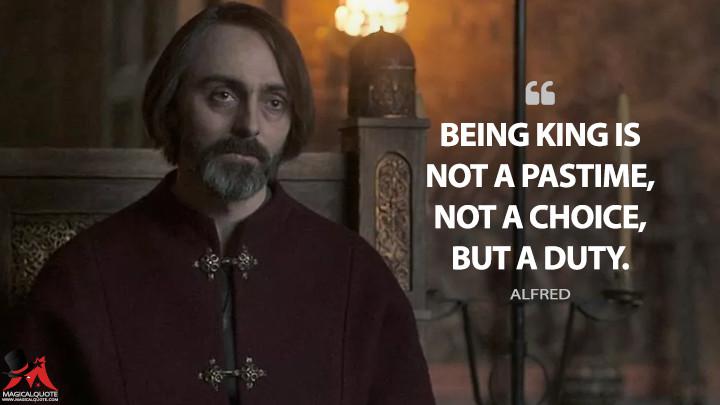 ❝
BEING KING IS
NOT A PASTIME,
NOT A CHOICE,
BUT A DUTY.
ALFRED
MAGICALQUOTE
WWW.MAGICALQUOTE.COM